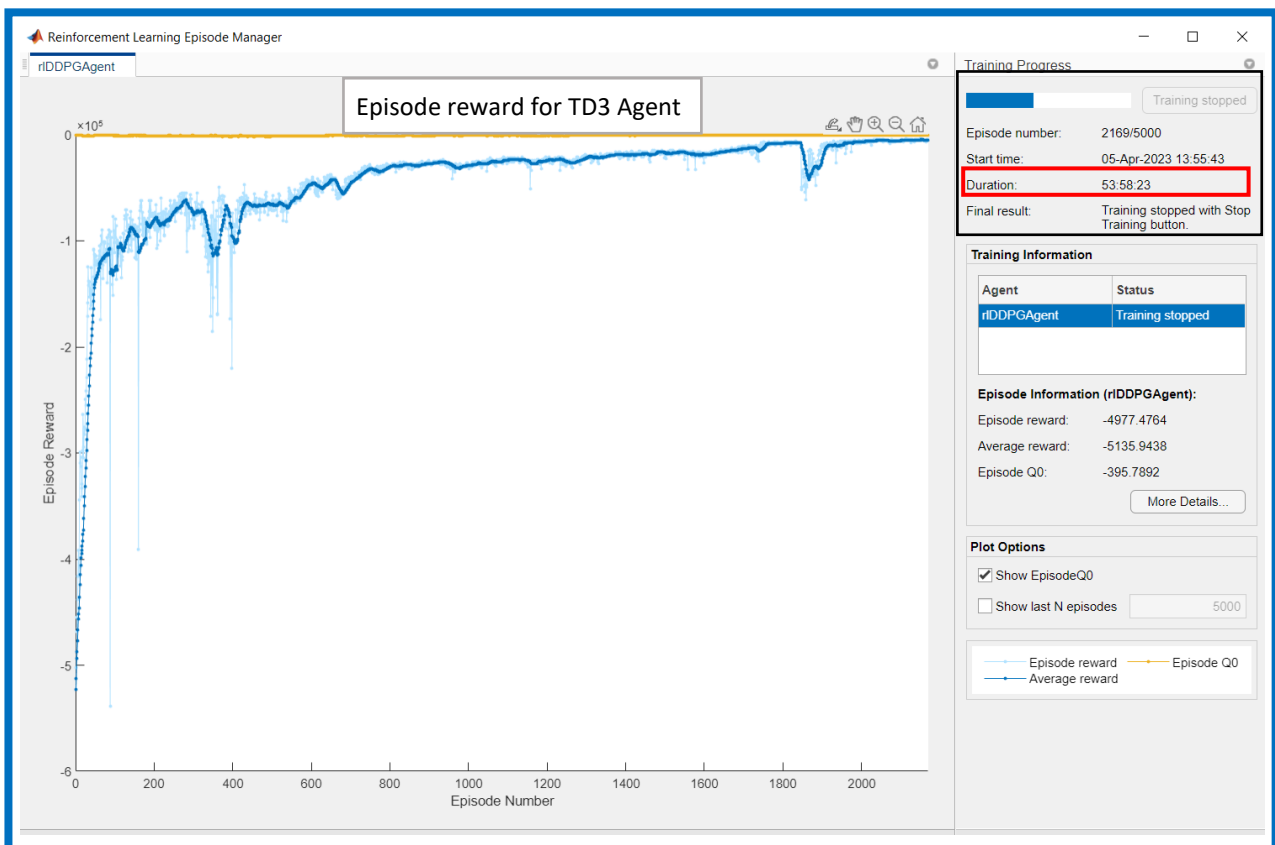 Reinforcement Learning Episode Manager
rlDDPGAgent
Episode reward for TD3 Agent
×10⁵
0
-1
-2
-3
-4
-5
-6
Episode Reward
0 200 400 600 800 1000 1200 1400 1600 1800 2000
Episode Number
Training Progress
Training stopped
Episode number: 2169/5000
Start time: 05-Apr-2023 13:55:43
Duration: 53:58:23
Final result: Training stopped with Stop
Training button.
Training Information
Agent Status
rlDDPGAgent Training stopped
Episode Information (rlDDPGAgent):
Episode reward: -4977.4764
Average reward: -5135.9438
Episode Q0: -395.7892
More Details...
Plot Options
Show EpisodeQ0
Show last N episodes 5000
Episode reward Episode Q0
Average reward